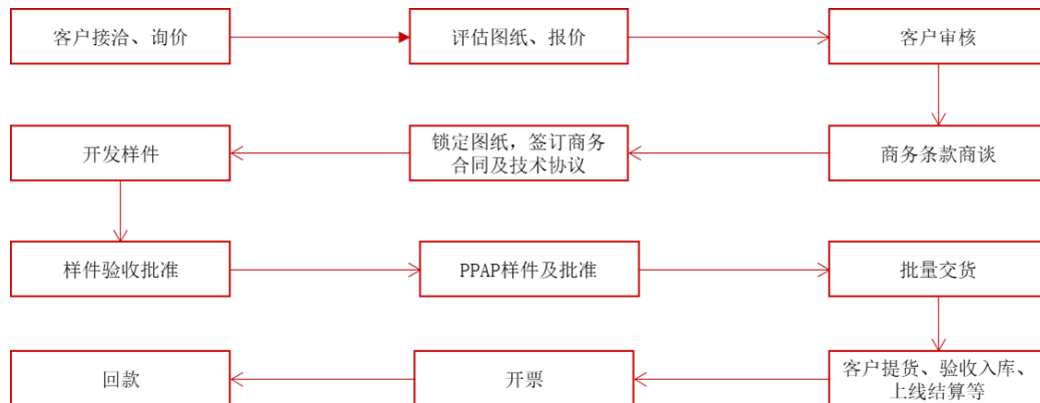 客户接洽、询价
评估图纸、报价
客户审核
商务条款商谈
锁定图纸，签订商务
合同及技术协议
开发样件
样件验收批准
PPAP样件及批准
批量交货
客户提货、验收入库、
上线结算等
开票
回款